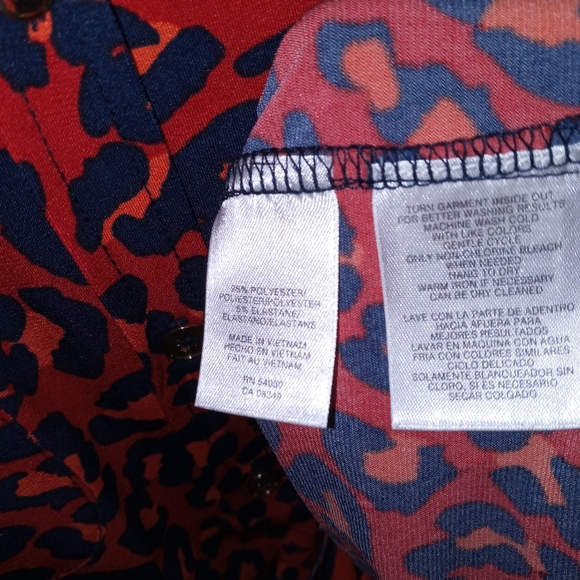 95% POLYESTER/
POLIESTER/POLYESTER
5% ELASTANE/
ELASTANO/ÉLASTHANNE
MADE IN VIETNAM
HECHO EN VIETNAM
FAIT AU VIETNAM
RN 54030
CA 08349
TURN GARMENT INSIDE OUT
FOR BETTER WASHING RESULTS
MACHINE WASH COLD
WITH LIKE COLORS
GENTLE CYCLE
ONLY NON-CHLORINE BLEACH
WHEN NEEDED
HANG TO DRY
WARM IRON IF NECESSARY
CAN BE DRY CLEANED
LAVE CON LA PARTE DE ADENTRO
HACIA AFUERA PARA
MEJORES RESULTADOS
LAVAR EN MAQUINA CON AGUA
FRIA CON COLORES SIMILARES
CICLO DELICADO
SOLAMENTE BLANQUEADOR SIN
CLORO, SI ES NECESARIO
SECAR COLGADO